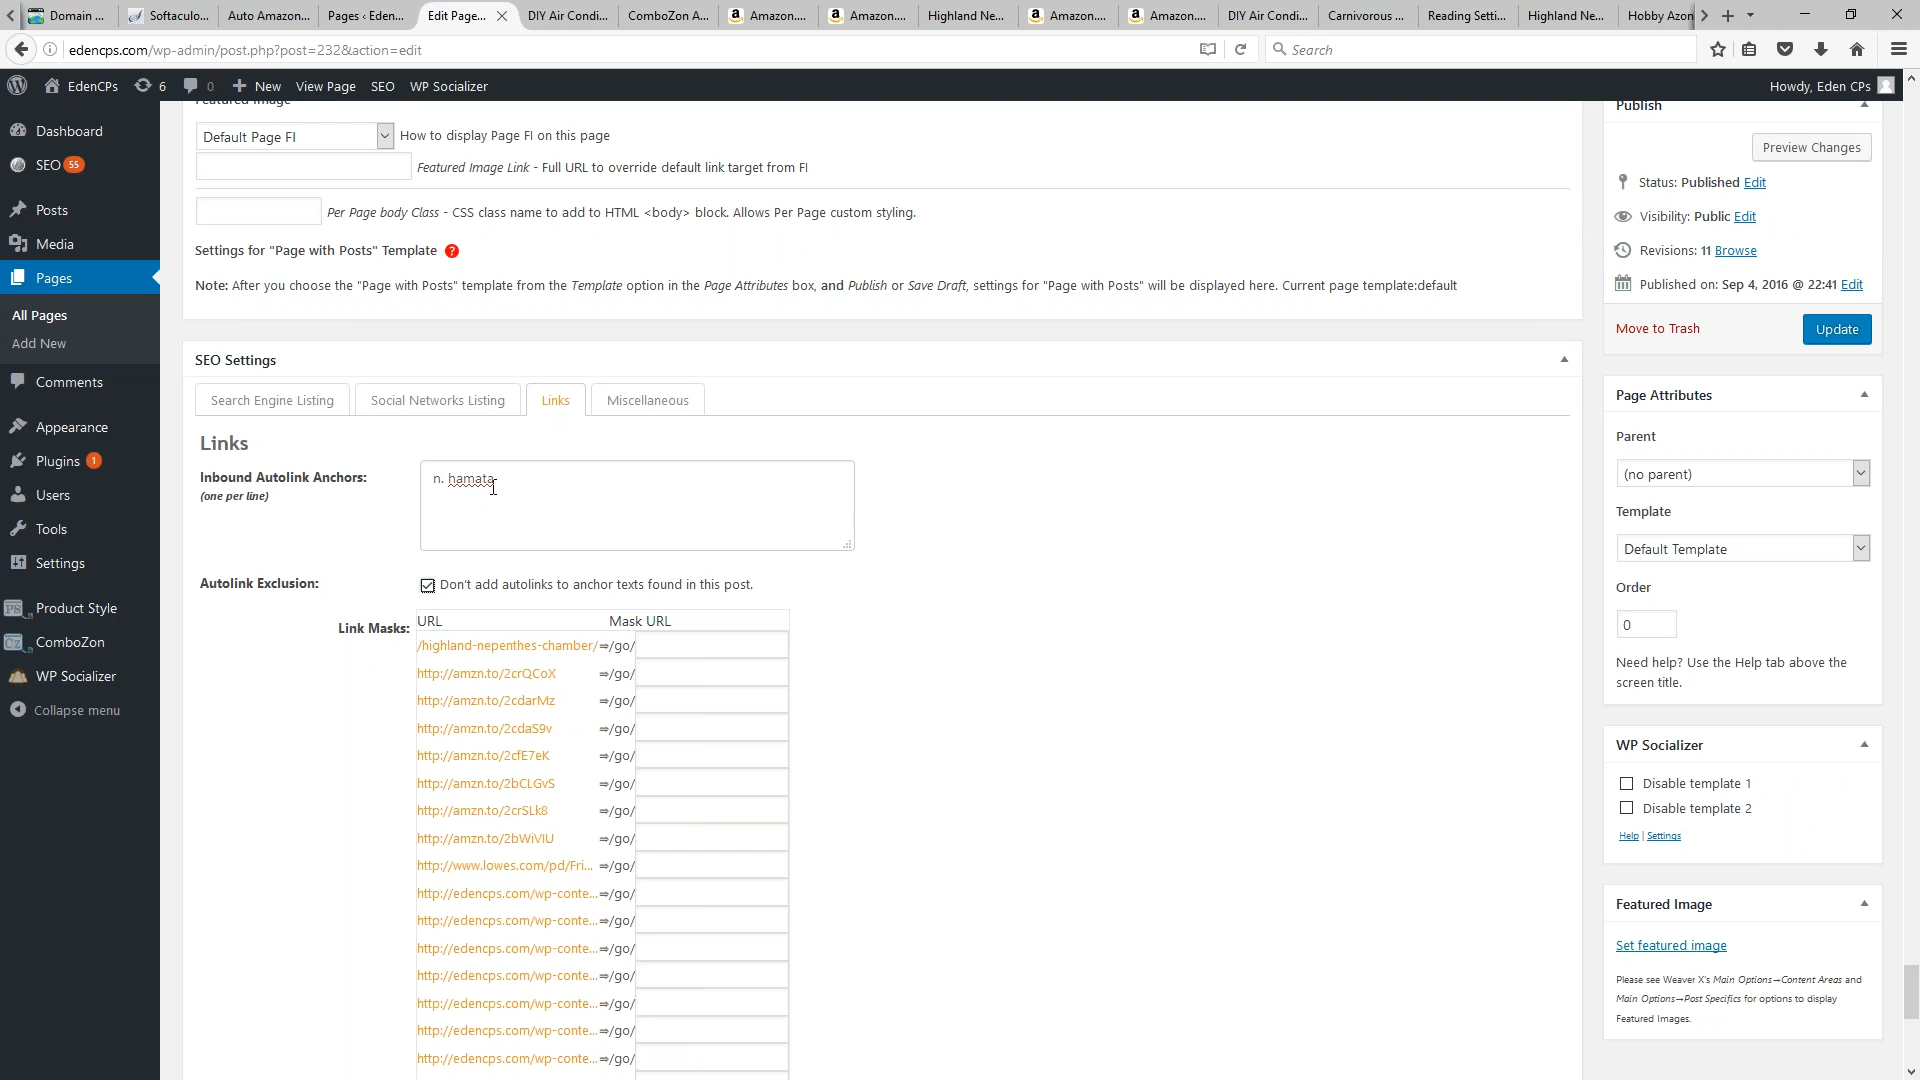 Domain ...
Softaculo...
Auto Amazon...
Pages ‹ Eden...
Edit Page...
DIY Air Condi...
ComboZon A...
Amazon....
Amazon....
Highland Ne...
Amazon....
Amazon....
DIY Air Condi...
Carnivorous ...
Reading Setti...
Highland Ne...
Hobby Azon
edencps.com/wp-admin/post.php?post=232&action=edit
Search
EdenCPs
6
0
New
View Page
SEO
WP Socializer
Howdy, Eden CPs
Dashboard
SEO 55
Posts
Media
Pages
All Pages
Add New
Comments
Appearance
Plugins 1
Users
Tools
Settings
Product Style
ComboZon
WP Socializer
Collapse menu
Featured Image
Default Page FI
How to display Page FI on this page
Featured Image Link - Full URL to override default link target from FI
Per Page body Class - CSS class name to add to HTML <body> block. Allows Per Page custom styling.
Settings for "Page with Posts" Template ?
Note: After you choose the "Page with Posts" template from the Template option in the Page Attributes box, and Publish or Save Draft, settings for "Page with Posts" will be displayed here. Current page template:default
SEO Settings
Search Engine Listing
Social Networks Listing
Links
Miscellaneous
Links
Inbound Autolink Anchors:
(one per line)
n. hamata
Autolink Exclusion:
Don't add autolinks to anchor texts found in this post.
Link Masks:
URL
Mask URL
/highland-nepenthes-chamber/ ⇒/go/
http://amzn.to/2crQCoX ⇒/go/
http://amzn.to/2cdarMz ⇒/go/
http://amzn.to/2cdaS9v ⇒/go/
http://amzn.to/2cfE7eK ⇒/go/
http://amzn.to/2bCLGvS ⇒/go/
http://amzn.to/2crSLk8 ⇒/go/
http://amzn.to/2bWiVIU ⇒/go/
http://www.lowes.com/pd/Fri... ⇒/go/
http://edencps.com/wp-conte... ⇒/go/
http://edencps.com/wp-conte... ⇒/go/
http://edencps.com/wp-conte... ⇒/go/
http://edencps.com/wp-conte... ⇒/go/
http://edencps.com/wp-conte... ⇒/go/
http://edencps.com/wp-conte... ⇒/go/
http://edencps.com/wp-conte... ⇒/go/
Publish
Preview Changes
Status: Published Edit
Visibility: Public Edit
Revisions: 11 Browse
Published on: Sep 4, 2016 @ 22:41 Edit
Move to Trash
Update
Page Attributes
Parent
(no parent)
Template
Default Template
Order
0
Need help? Use the Help tab above the
screen title.
WP Socializer
Disable template 1
Disable template 2
Help | Settings
Featured Image
Set featured image
Please see Weaver X's Main Options→Content Areas and
Main Options→Post Specifics for options to display
Featured Images.